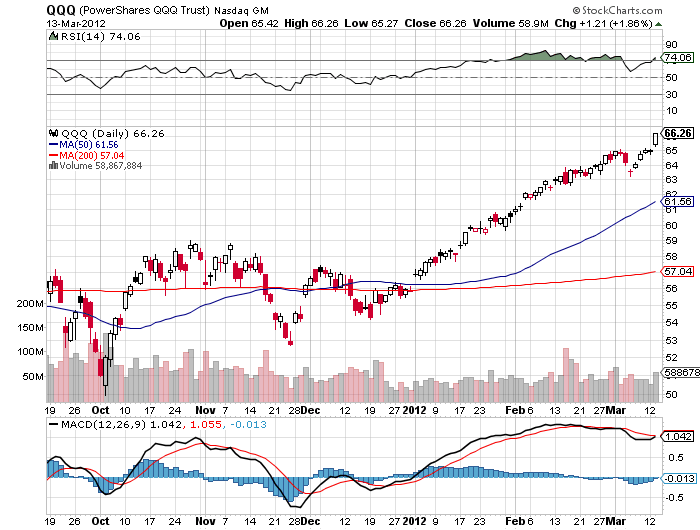 QQQ (PowerShares QQQ Trust) Nasdaq GM
© StockCharts.com
13-Mar-2012
Open 65.42 High 66.26 Low 65.27 Close 66.26 Volume 58.9M Chg +1.21 (+1.86%)
RSI(14) 74.06
90
74.06
50
30
10
QQQ (Daily) 66.26
MA(50) 61.56
MA(200) 57.04
Volume 58,867,884
66.26
65
64
63
62
61.56
61
60
59
58
57.04
56
55
54
53
52
51
50
200M
150M
100M
50M
588678
19 26 Oct 10 17 24 Nov 7 14 21 28 Dec 12 19 27 2012 9 17 23 Feb 6 13 21 27 Mar 12
MACD(12,26,9) 1.042, 1.055, -0.013
1.042
0.5
-0.013
-0.5
19 26 Oct 10 17 24 Nov 7 14 21 28 Dec 12 19 27 2012 9 17 23 Feb 6 13 21 27 Mar 12